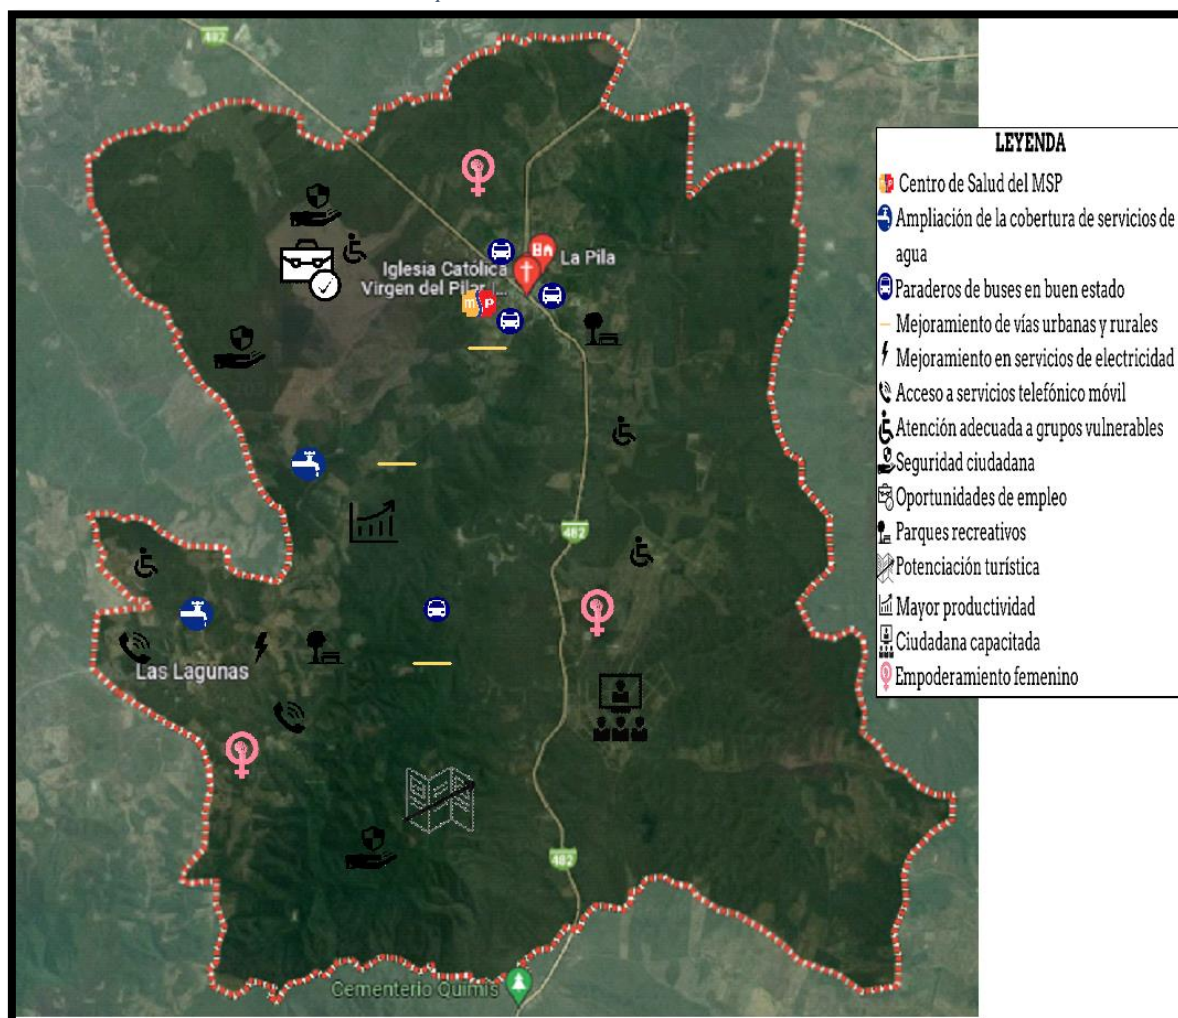 482
LEYENDA
Centro de Salud del MSP
Ampliación de la cobertura de servicios de
agua
Paraderos de buses en buen estado
Mejoramiento de vías urbanas y rurales
Mejoramiento en servicios de electricidad
Acceso a servicios telefónico móvil
Atención adecuada a grupos vulnerables
Seguridad ciudadana
Oportunidades de empleo
Parques recreativos
Potenciación turística
Mayor productividad
Ciudadana capacitada
Empoderamiento femenino
La Pila
Iglesia Católica
Virgen del Pilar
m p
482
Las Lagunas
482
Cementerio Quimis